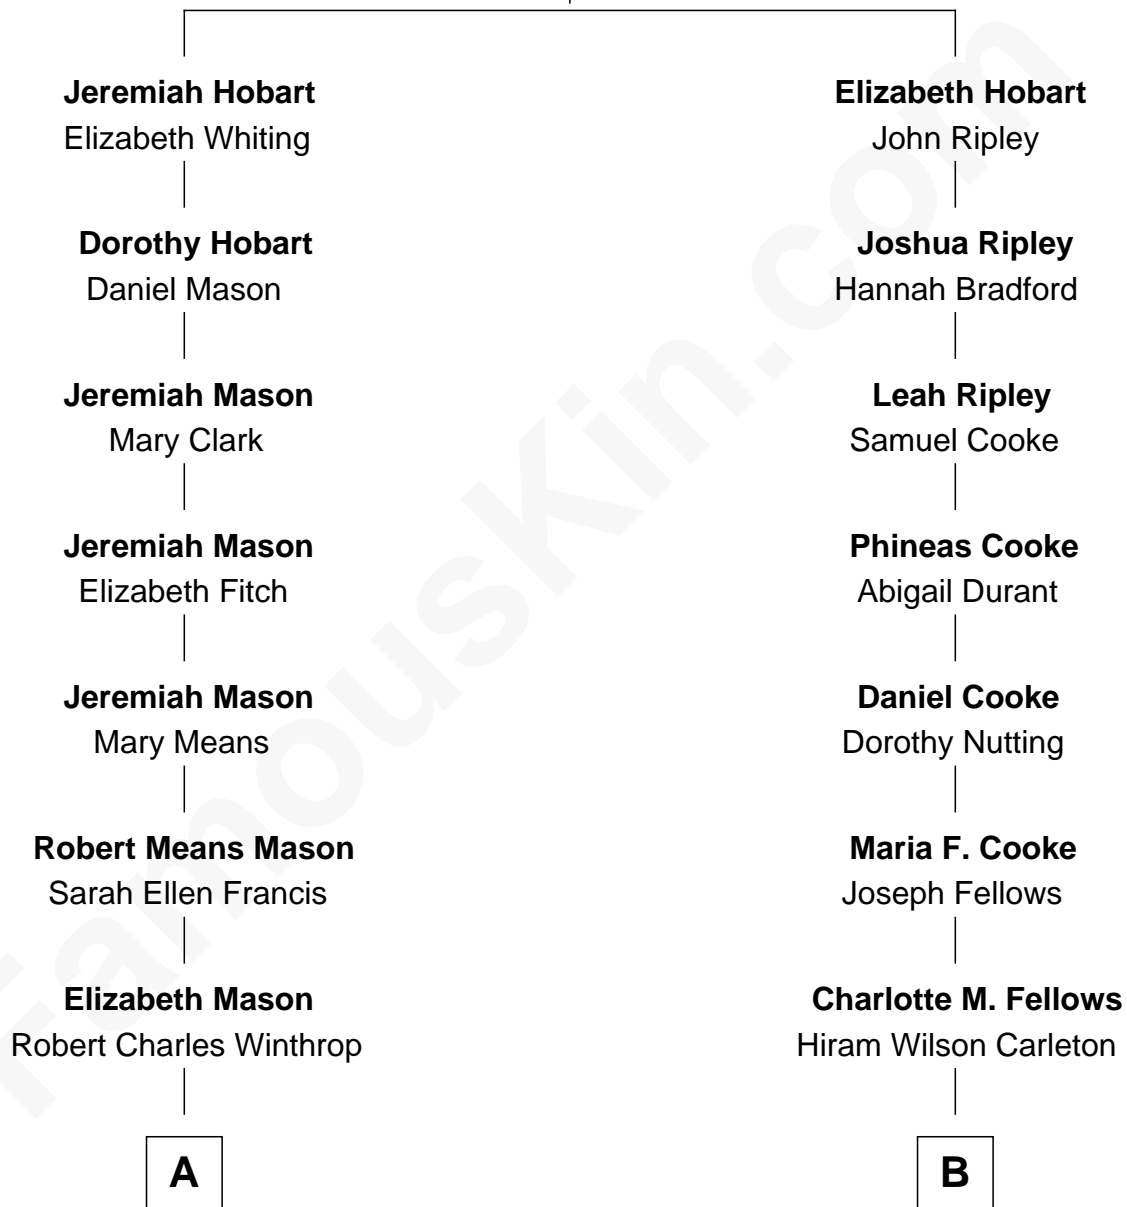 Jeremiah Hobart
Elizabeth Whiting
Dorothy Hobart
Daniel Mason
Jeremiah Mason
Mary Clark
Jeremiah Mason
Elizabeth Fitch
Jeremiah Mason
Mary Means
Robert Means Mason
Sarah Ellen Francis
Elizabeth Mason
Robert Charles Winthrop
A
Elizabeth Hobart
John Ripley
Joshua Ripley
Hannah Bradford
Leah Ripley
Samuel Cooke
Phineas Cooke
Abigail Durant
Daniel Cooke
Dorothy Nutting
Maria F. Cooke
Joseph Fellows
Charlotte M. Fellows
Hiram Wilson Carleton
B
FamousKin.com